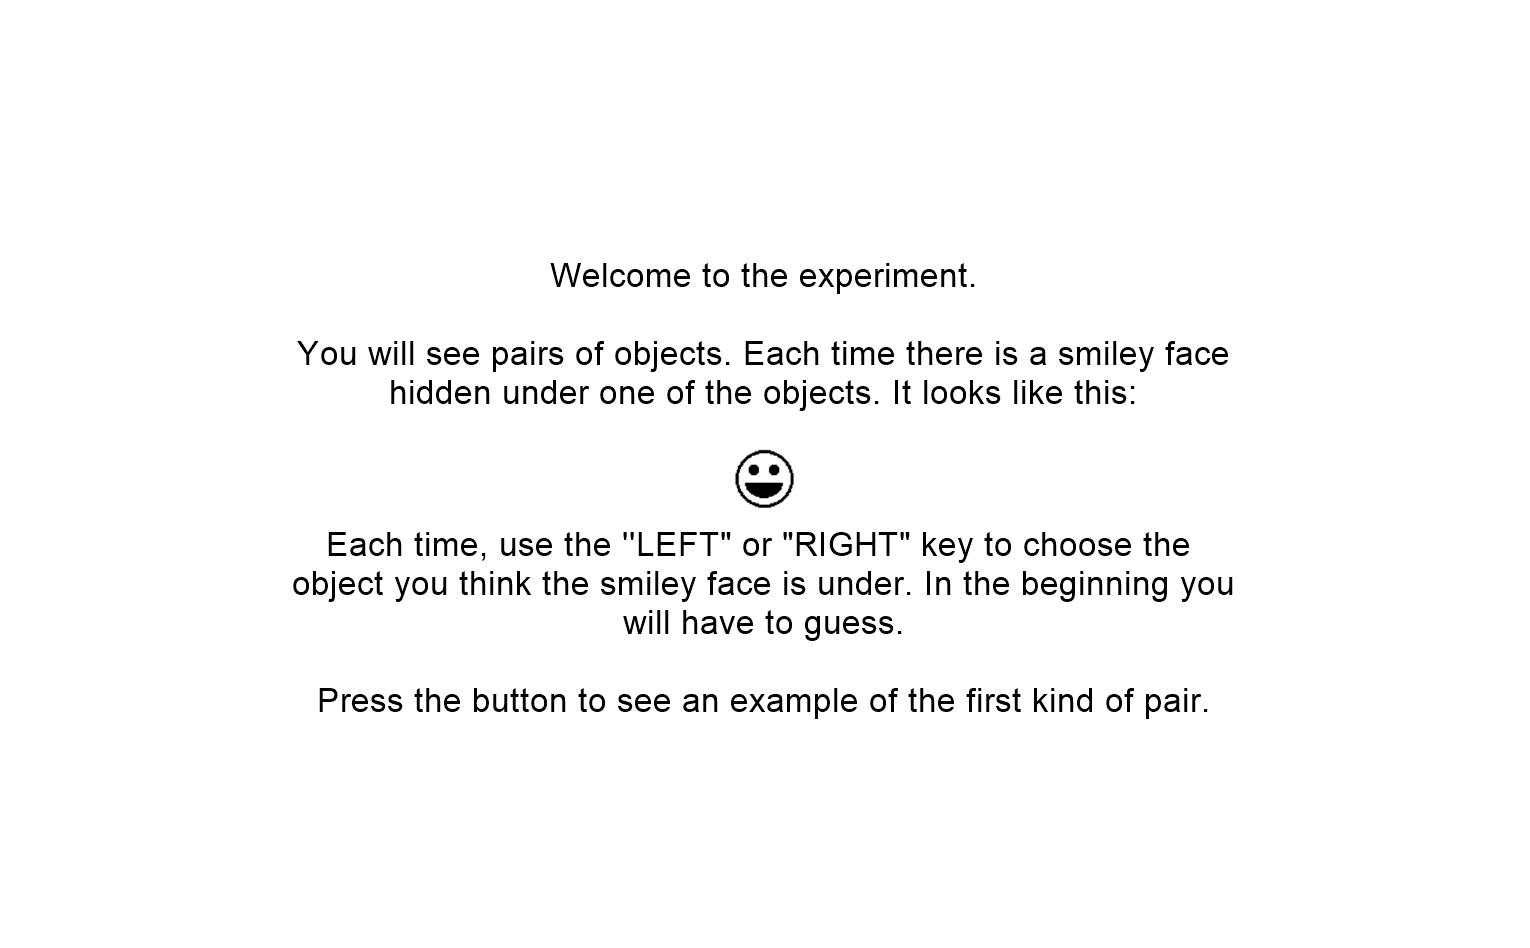 Welcome to the experiment.
You will see pairs of objects. Each time there is a smiley face
hidden under one of the objects. It looks like this:
Each time, use the ''LEFT" or "RIGHT" key to choose the
object you think the smiley face is under. In the beginning you
will have to guess.
Press the button to see an example of the first kind of pair.